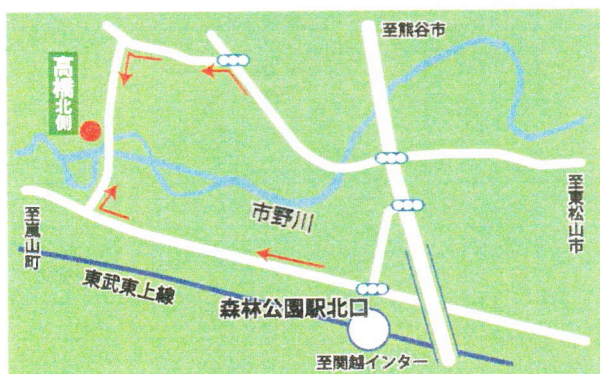 至熊谷市
高橋北側
市野川
至東松山市
至嵐山町
東武東上線
森林公園駅北口
至関越インター